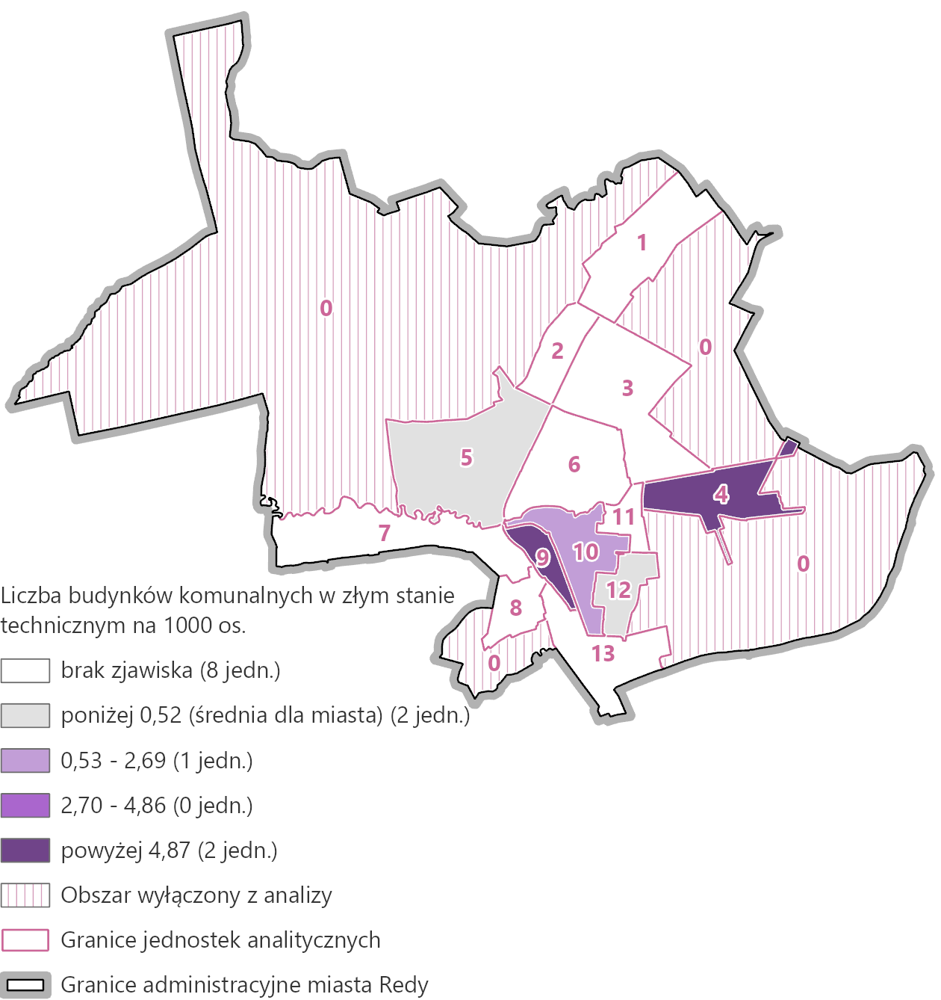 1
0
2
0
3
5
6
4
11
7
10
9
0
12
8
13
0
Liczba budynków komunalnych w złym stanie
technicznym na 1000 os.
brak zjawiska (8 jedn.)
poniżej 0,52 (średnia dla miasta) (2 jedn.)
0,53 - 2,69 (1 jedn.)
2,70 - 4,86 (0 jedn.)
powyżej 4,87 (2 jedn.)
Obszar wyłączony z analizy
Granice jednostek analitycznych
Granice administracyjne miasta Redy